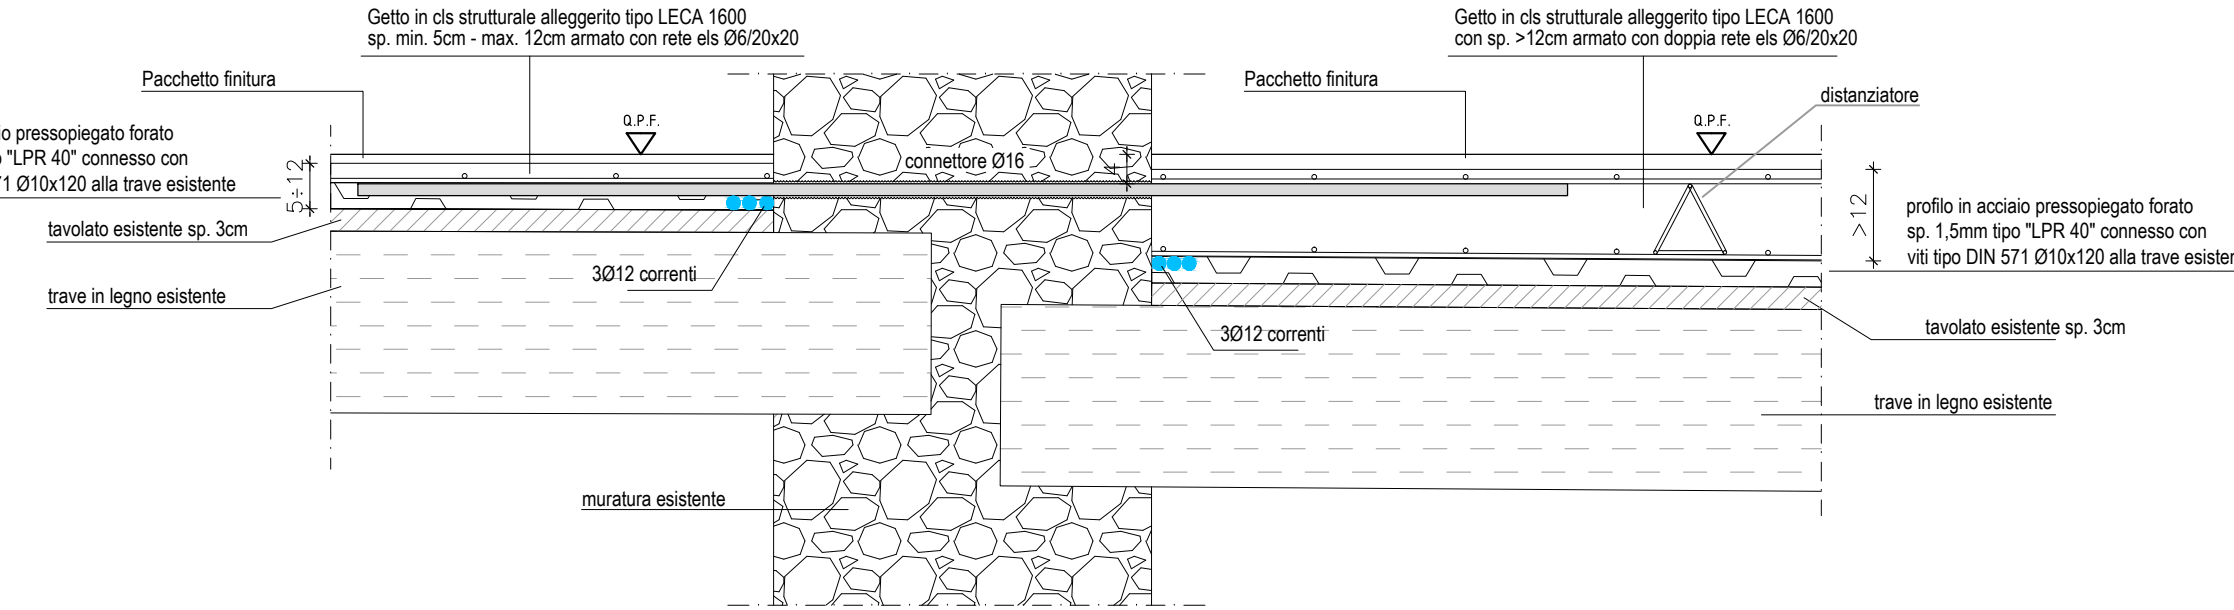 Getto in cls strutturale alleggerito tipo LECA 1600
sp. min. 5cm - max. 12cm armato con rete els Ø6/20x20
Pacchetto finitura
pressopiegato forato
"LPR 40" connesso con
Ø10x120 alla trave esistente
tavolato esistente sp. 3cm
trave in legno esistente
5÷12
Q.P.F.
3Ø12 correnti
muratura esistente
connettore Ø16
4
Getto in cls strutturale alleggerito tipo LECA 1600
con sp. >12cm armato con doppia rete els Ø6/20x20
Pacchetto finitura
distanziatore
Q.P.F.
>12
profilo in acciaio pressopiegato forato
sp. 1,5mm tipo "LPR 40" connesso con
viti tipo DIN 571 Ø10x120 alla trave esisten
3Ø12 correnti
tavolato esistente sp. 3cm
trave in legno esistente